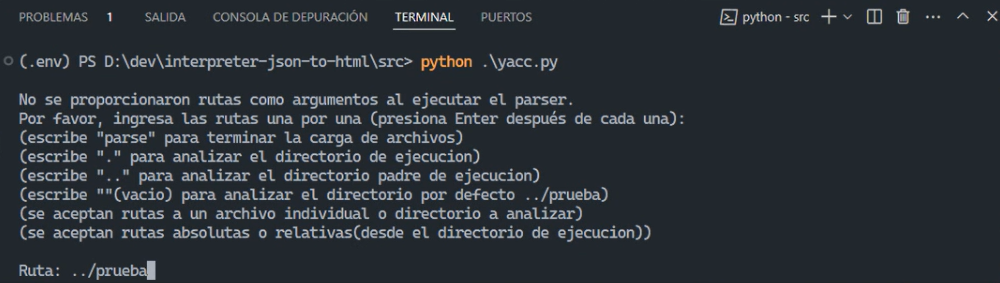 PROBLEMAS 1 SALIDA CONSOLA DE DEPURACIÓN TERMINAL PUERTOS python - src
(.env) PS D:\dev\interpreter-json-to-html\src> python .\yacc.py
No se proporcionaron rutas como argumentos al ejecutar el parser.
Por favor, ingresa las rutas una por una (presiona Enter después de cada una):
(escribe "parse" para terminar la carga de archivos)
(escribe "." para analizar el directorio de ejecucion)
(escribe ".." para analizar el directorio padre de ejecucion)
(escribe ""(vacio) para analizar el directorio por defecto ../prueba)
(se aceptan rutas a un archivo individual o directorio a analizar)
(se aceptan rutas absolutas o relativas(desde el directorio de ejecucion))
Ruta: ../prueba